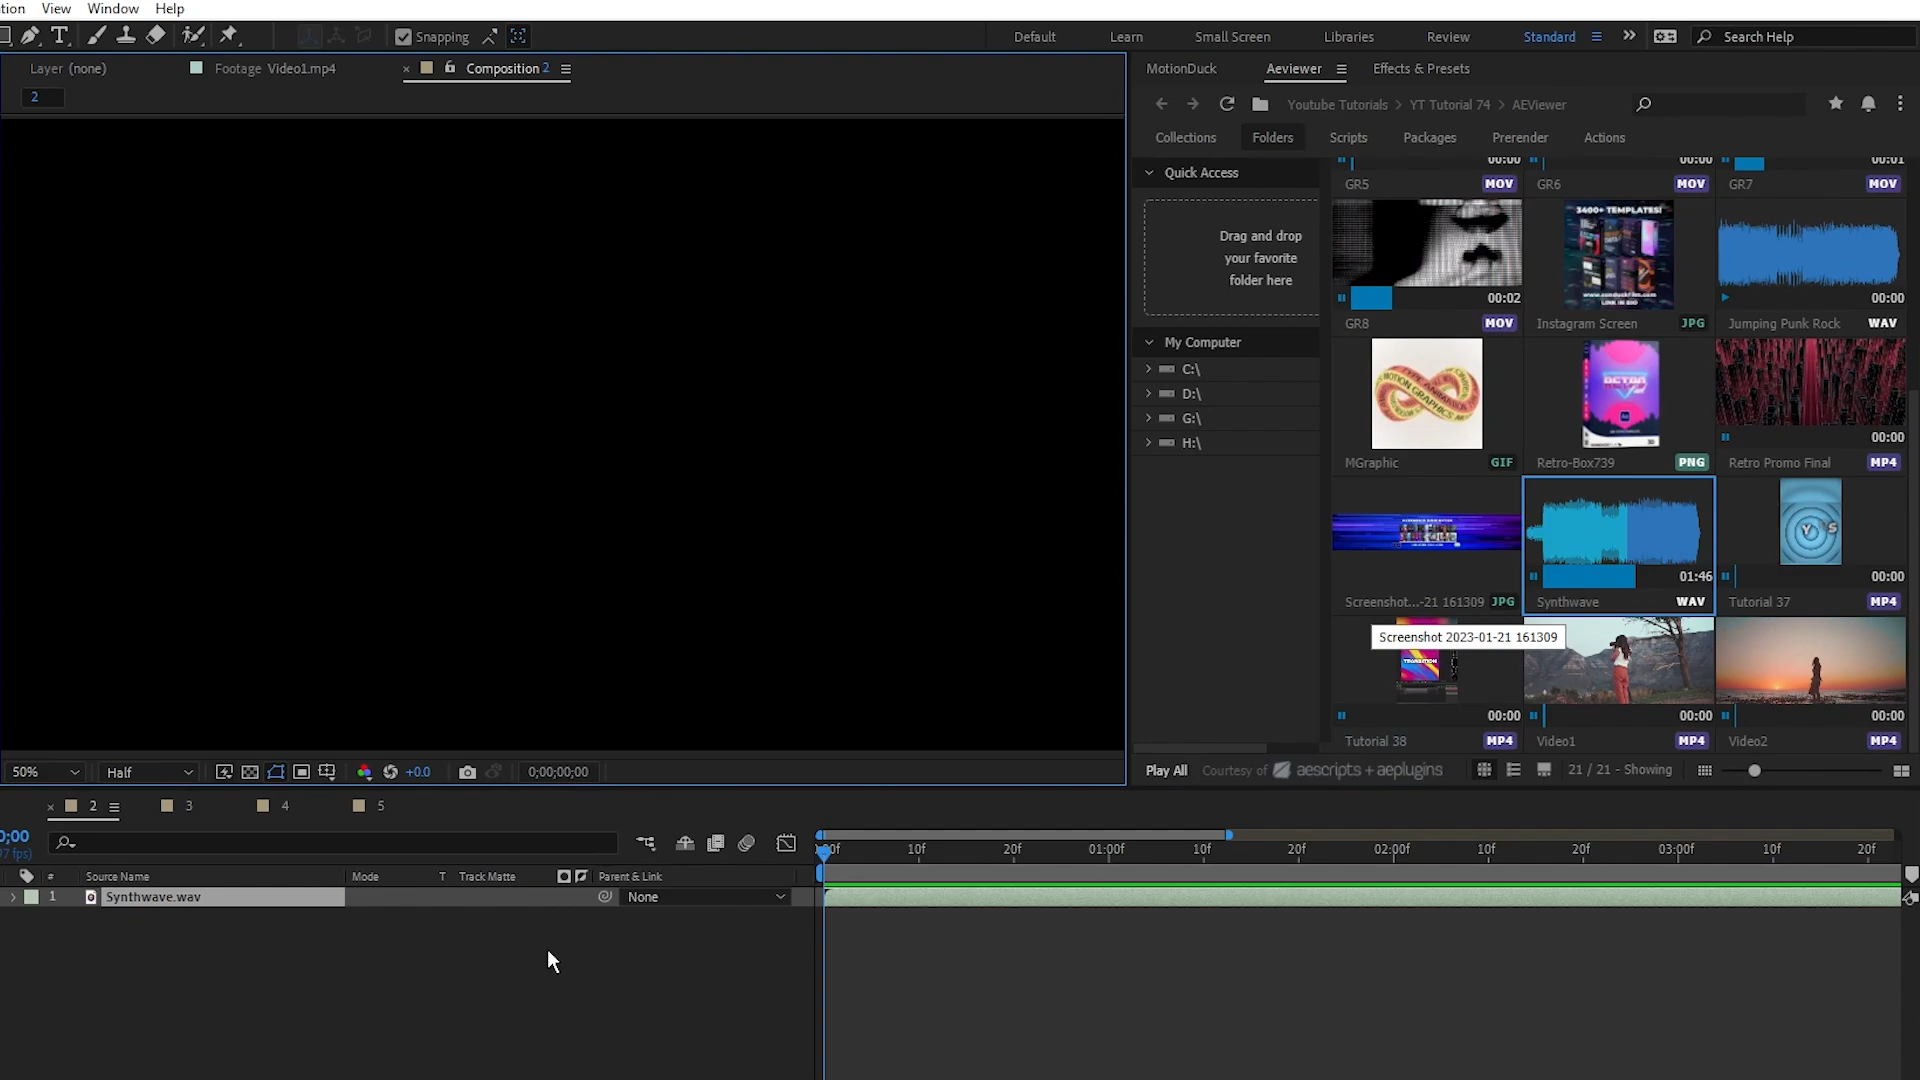 tion View Window Help
T Snapping Default Learn Small Screen Libraries Review Standard Search Help
Layer (none) Footage Video1.mp4 Composition 2
2
MotionDuck Aeviewer Effects & Presets
Youtube Tutorials > YT Tutorial 74 > AEViewer
Collections Folders Scripts Packages Prerender Actions
Quick Access
Drag and drop
your favorite
folder here
My Computer
C:\
D:\
G:\
H:\
00:00 00:00 00:01
GR5 MOV GR6 MOV GR7 MOV
3400+ TEMPLATES!
00:02 00:00
GR8 MOV Instagram Screen JPG Jumping Punk Rock WAV
MOTION GRAPHICS
TYPE ANIMATION
RETRO
00:00
MGraphic GIF Retro-Box739 PNG Retro Promo Final MP4
01:46 00:00
Screenshot...-21 161309 JPG Synthwave WAV Tutorial 37 MP4
Screenshot 2023-01-21 161309
TRANSITION
00:00 00:00 00:00
Tutorial 38 MP4 Video1 MP4 Video2 MP4
Play All Courtesy of aescripts + aeplugins 21 / 21 - Showing
50% Half +0.0 0;00;00;00
2 3 4 5
0;00
97 fps)
:00f 10f 20f 01:00f 10f 20f 02:00f 10f 20f 03:00f 10f 20f
# Source Name Mode T Track Matte Parent & Link
1 Synthwave.wav None